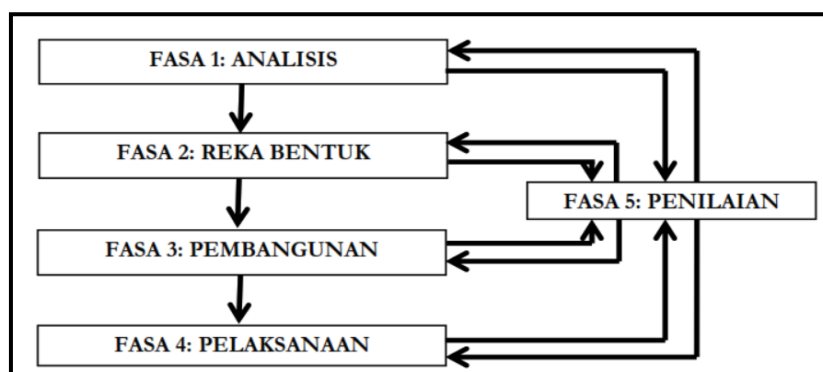 FASA 1: ANALISIS
FASA 2: REKA BENTUK
FASA 5: PENILAIAN
FASA 3: PEMBANGUNAN
FASA 4: PELAKSANAAN